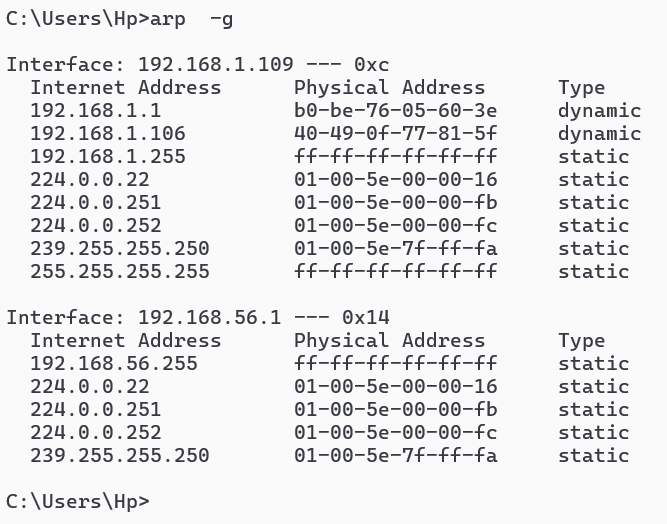 C:\Users\Hp>arp  -g
Interface: 192.168.1.109 --- 0xc
  Internet Address      Physical Address      Type
  192.168.1.1           b0-be-76-05-60-3e     dynamic
  192.168.1.106         40-49-0f-77-81-5f     dynamic
  192.168.1.255         ff-ff-ff-ff-ff-ff     static
  224.0.0.22            01-00-5e-00-00-16     static
  224.0.0.251           01-00-5e-00-00-fb     static
  224.0.0.252           01-00-5e-00-00-fc     static
  239.255.255.250       01-00-5e-7f-ff-fa     static
  255.255.255.255       ff-ff-ff-ff-ff-ff     static
Interface: 192.168.56.1 --- 0x14
  Internet Address      Physical Address      Type
  192.168.56.255        ff-ff-ff-ff-ff-ff     static
  224.0.0.22            01-00-5e-00-00-16     static
  224.0.0.251           01-00-5e-00-00-fb     static
  224.0.0.252           01-00-5e-00-00-fc     static
  239.255.255.250       01-00-5e-7f-ff-fa     static
C:\Users\Hp>